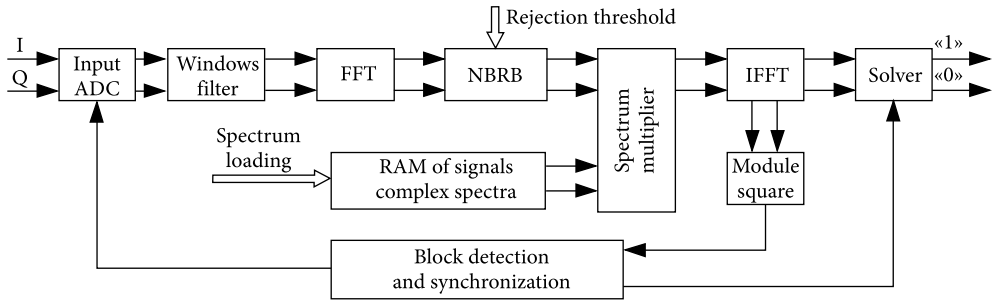 Rejection threshold
I
Q
Input
ADC
Windows
filter
FFT
NBRB
Spectrum
multiplier
IFFT
Solver
«1»
«0»
Spectrum
loading
RAM of signals
complex spectra
Module
square
Block detection
and synchronization